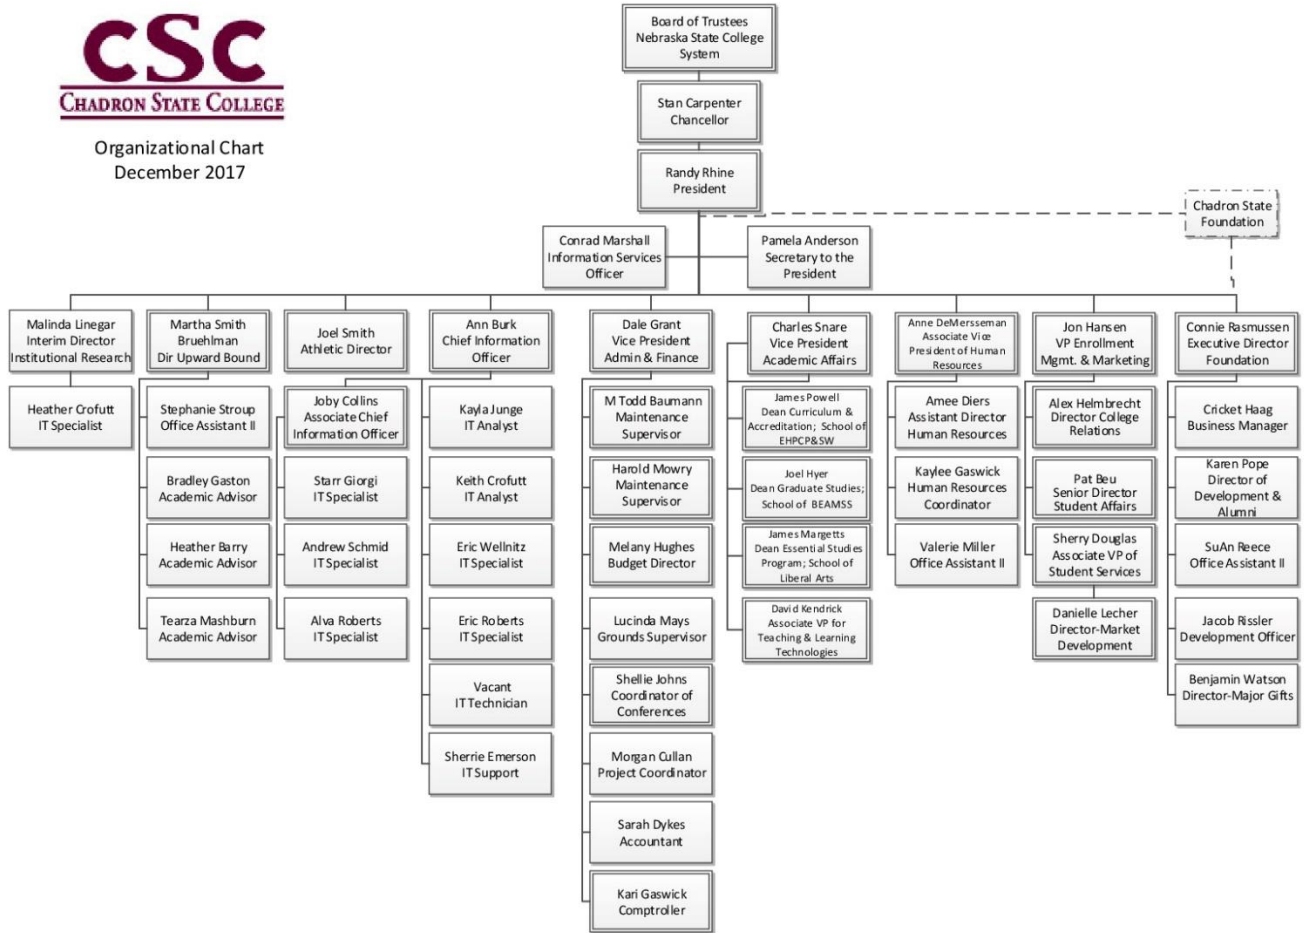 CSC
CHADRON STATE COLLEGE
Organizational Chart
December 2017
Board of Trustees
Nebraska State College
System
Stan Carpenter
Chancellor
Randy Rhine
President
Chadron State
Foundation
Conrad Marshall
Information Services
Officer
Pamela Anderson
Secretary to the
President
Malinda Linegar
Interim Director
Institutional Research
Martha Smith
Bruehlman
Dir Upward Bound
Joel Smith
Athletic Director
Ann Burk
Chief Information
Officer
Dale Grant
Vice President
Admin & Finance
Charles Snare
Vice President
Academic Affairs
Anne DeMersseman
Associate Vice
President of Human
Resources
Jon Hansen
VP Enrollment
Mgmt. & Marketing
Connie Rasmussen
Executive Director
Foundation
Heather Crofutt
IT Specialist
Stephanie Stroup
Office Assistant II
Joby Collins
Associate Chief
Information Officer
Kayla Junge
IT Analyst
M Todd Baumann
Maintenance
Supervisor
James Powell
Dean Curriculum &
Accreditation; School of
EHPCP&SW
Amee Diers
Assistant Director
Human Resources
Alex Helmbrecht
Director College
Relations
Cricket Haag
Business Manager
Bradley Gaston
Academic Advisor
Starr Giorgi
IT Specialist
Keith Crofutt
IT Analyst
Harold Mowry
Maintenance
Supervisor
Joel Hyer
Dean Graduate Studies;
School of BEAMSS
Kaylee Gaswick
Human Resources
Coordinator
Pat Beu
Senior Director
Student Affairs
Karen Pope
Director of
Development &
Alumni
Heather Barry
Academic Advisor
Andrew Schmid
IT Specialist
Eric Wellnitz
IT Specialist
Melany Hughes
Budget Director
James Margetts
Dean Essential Studies
Program; School of
Liberal Arts
Valerie Miller
Office Assistant II
Sherry Douglas
Associate VP of
Student Services
SuAn Reece
Office Assistant II
Tearza Mashburn
Academic Advisor
Alva Roberts
IT Specialist
Eric Roberts
IT Specialist
Lucinda Mays
Grounds Supervisor
David Kendrick
Associate VP for
Teaching & Learning
Technologies
Danielle Lecher
Director-Market
Development
Jacob Rissler
Development Officer
Vacant
IT Technician
Shellie Johns
Coordinator of
Conferences
Benjamin Watson
Director-Major Gifts
Sherrie Emerson
IT Support
Morgan Cullan
Project Coordinator
Sarah Dykes
Accountant
Kari Gaswick
Comptroller